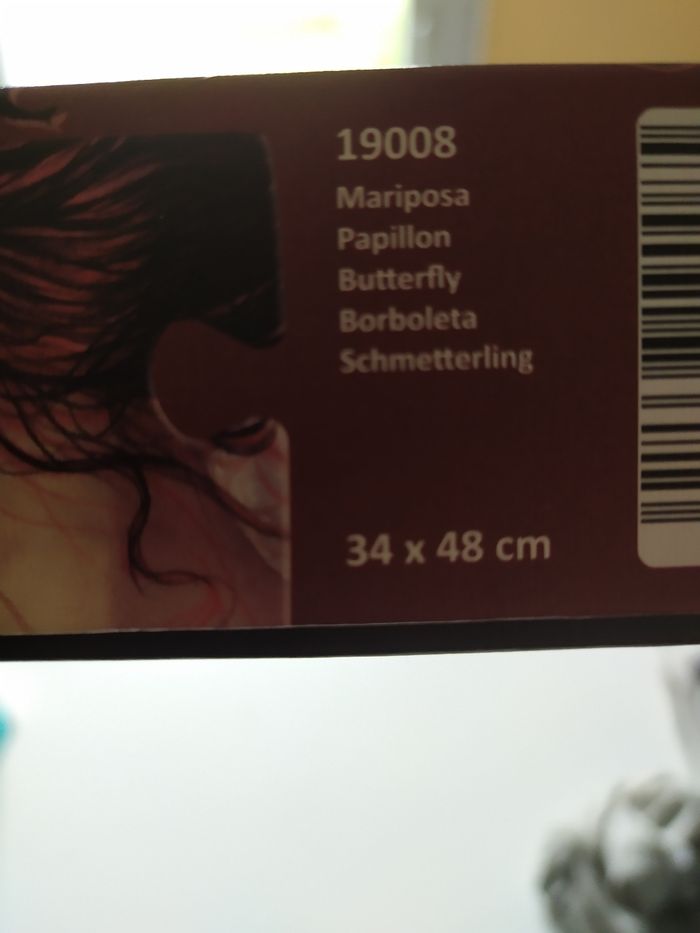 19008
Mariposa
Papillon
Butterfly
Borboleta
Schmetterling
34 x 48 cm